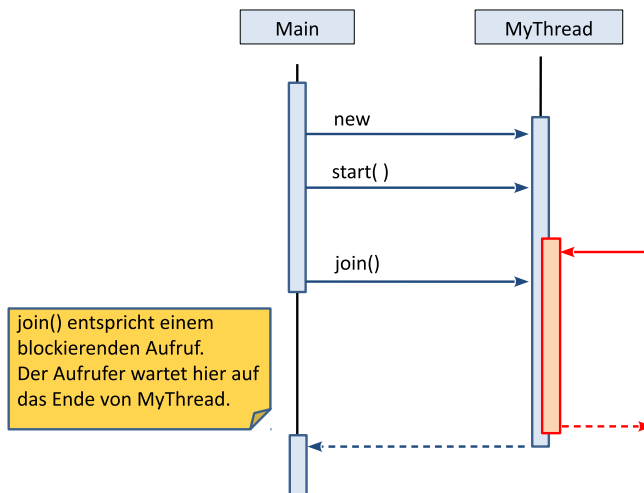 Main
MyThread
new
start( )
join()
join() entspricht einem
blockierenden Aufruf.
Der Aufrufer wartet hier auf
das Ende von MyThread.